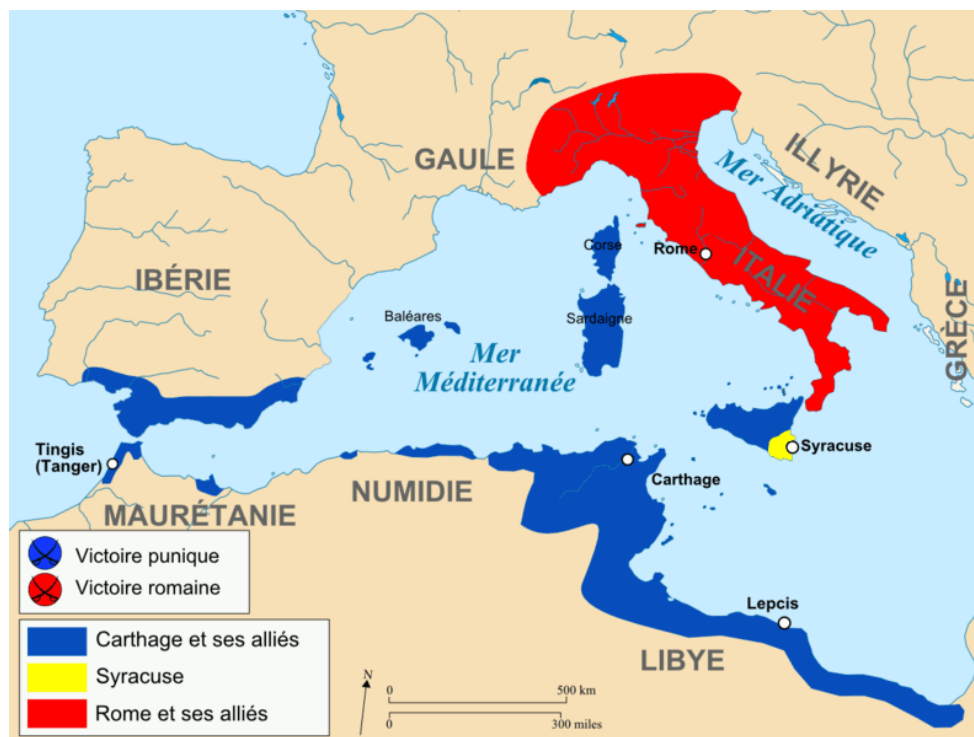 GAULE
ILLYRIE
Mer Adriatique
Corse
Rome
ITALIE
IBÉRIE
Baléares
Sardaigne
GRÈCE
Mer
Méditerranée
Tingis
(Tanger)
Syracuse
Carthage
NUMIDIE
MAURÉTANIE
Victoire punique
Victoire romaine
Lepcis
Carthage et ses alliés
LIBYE
Syracuse
N
0
500 km
Rome et ses alliés
0
300 miles